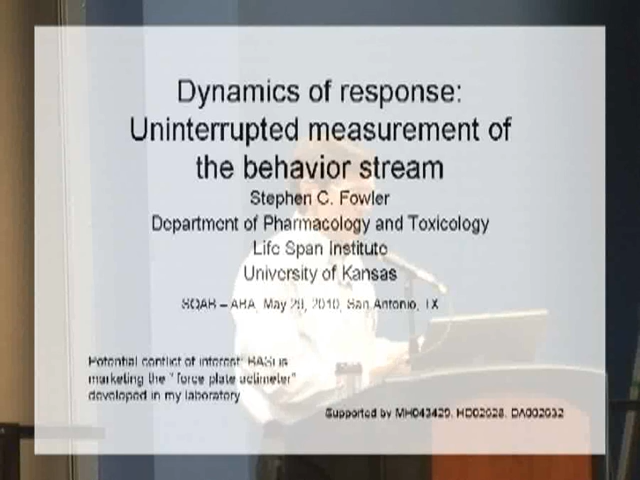 Dynamics of response:
Uninterrupted measurement of
the behavior stream
Stephen C. Fowler
Department of Pharmacology and Toxicology
Life Span Institute
University of Kansas
SQAB – ABA, May 29, 2010, San Antonio, TX
Potential conflict of interest: BASi is
marketing the "force plate actimeter"
developed in my laboratory
Supported by MH043429, HD02528,